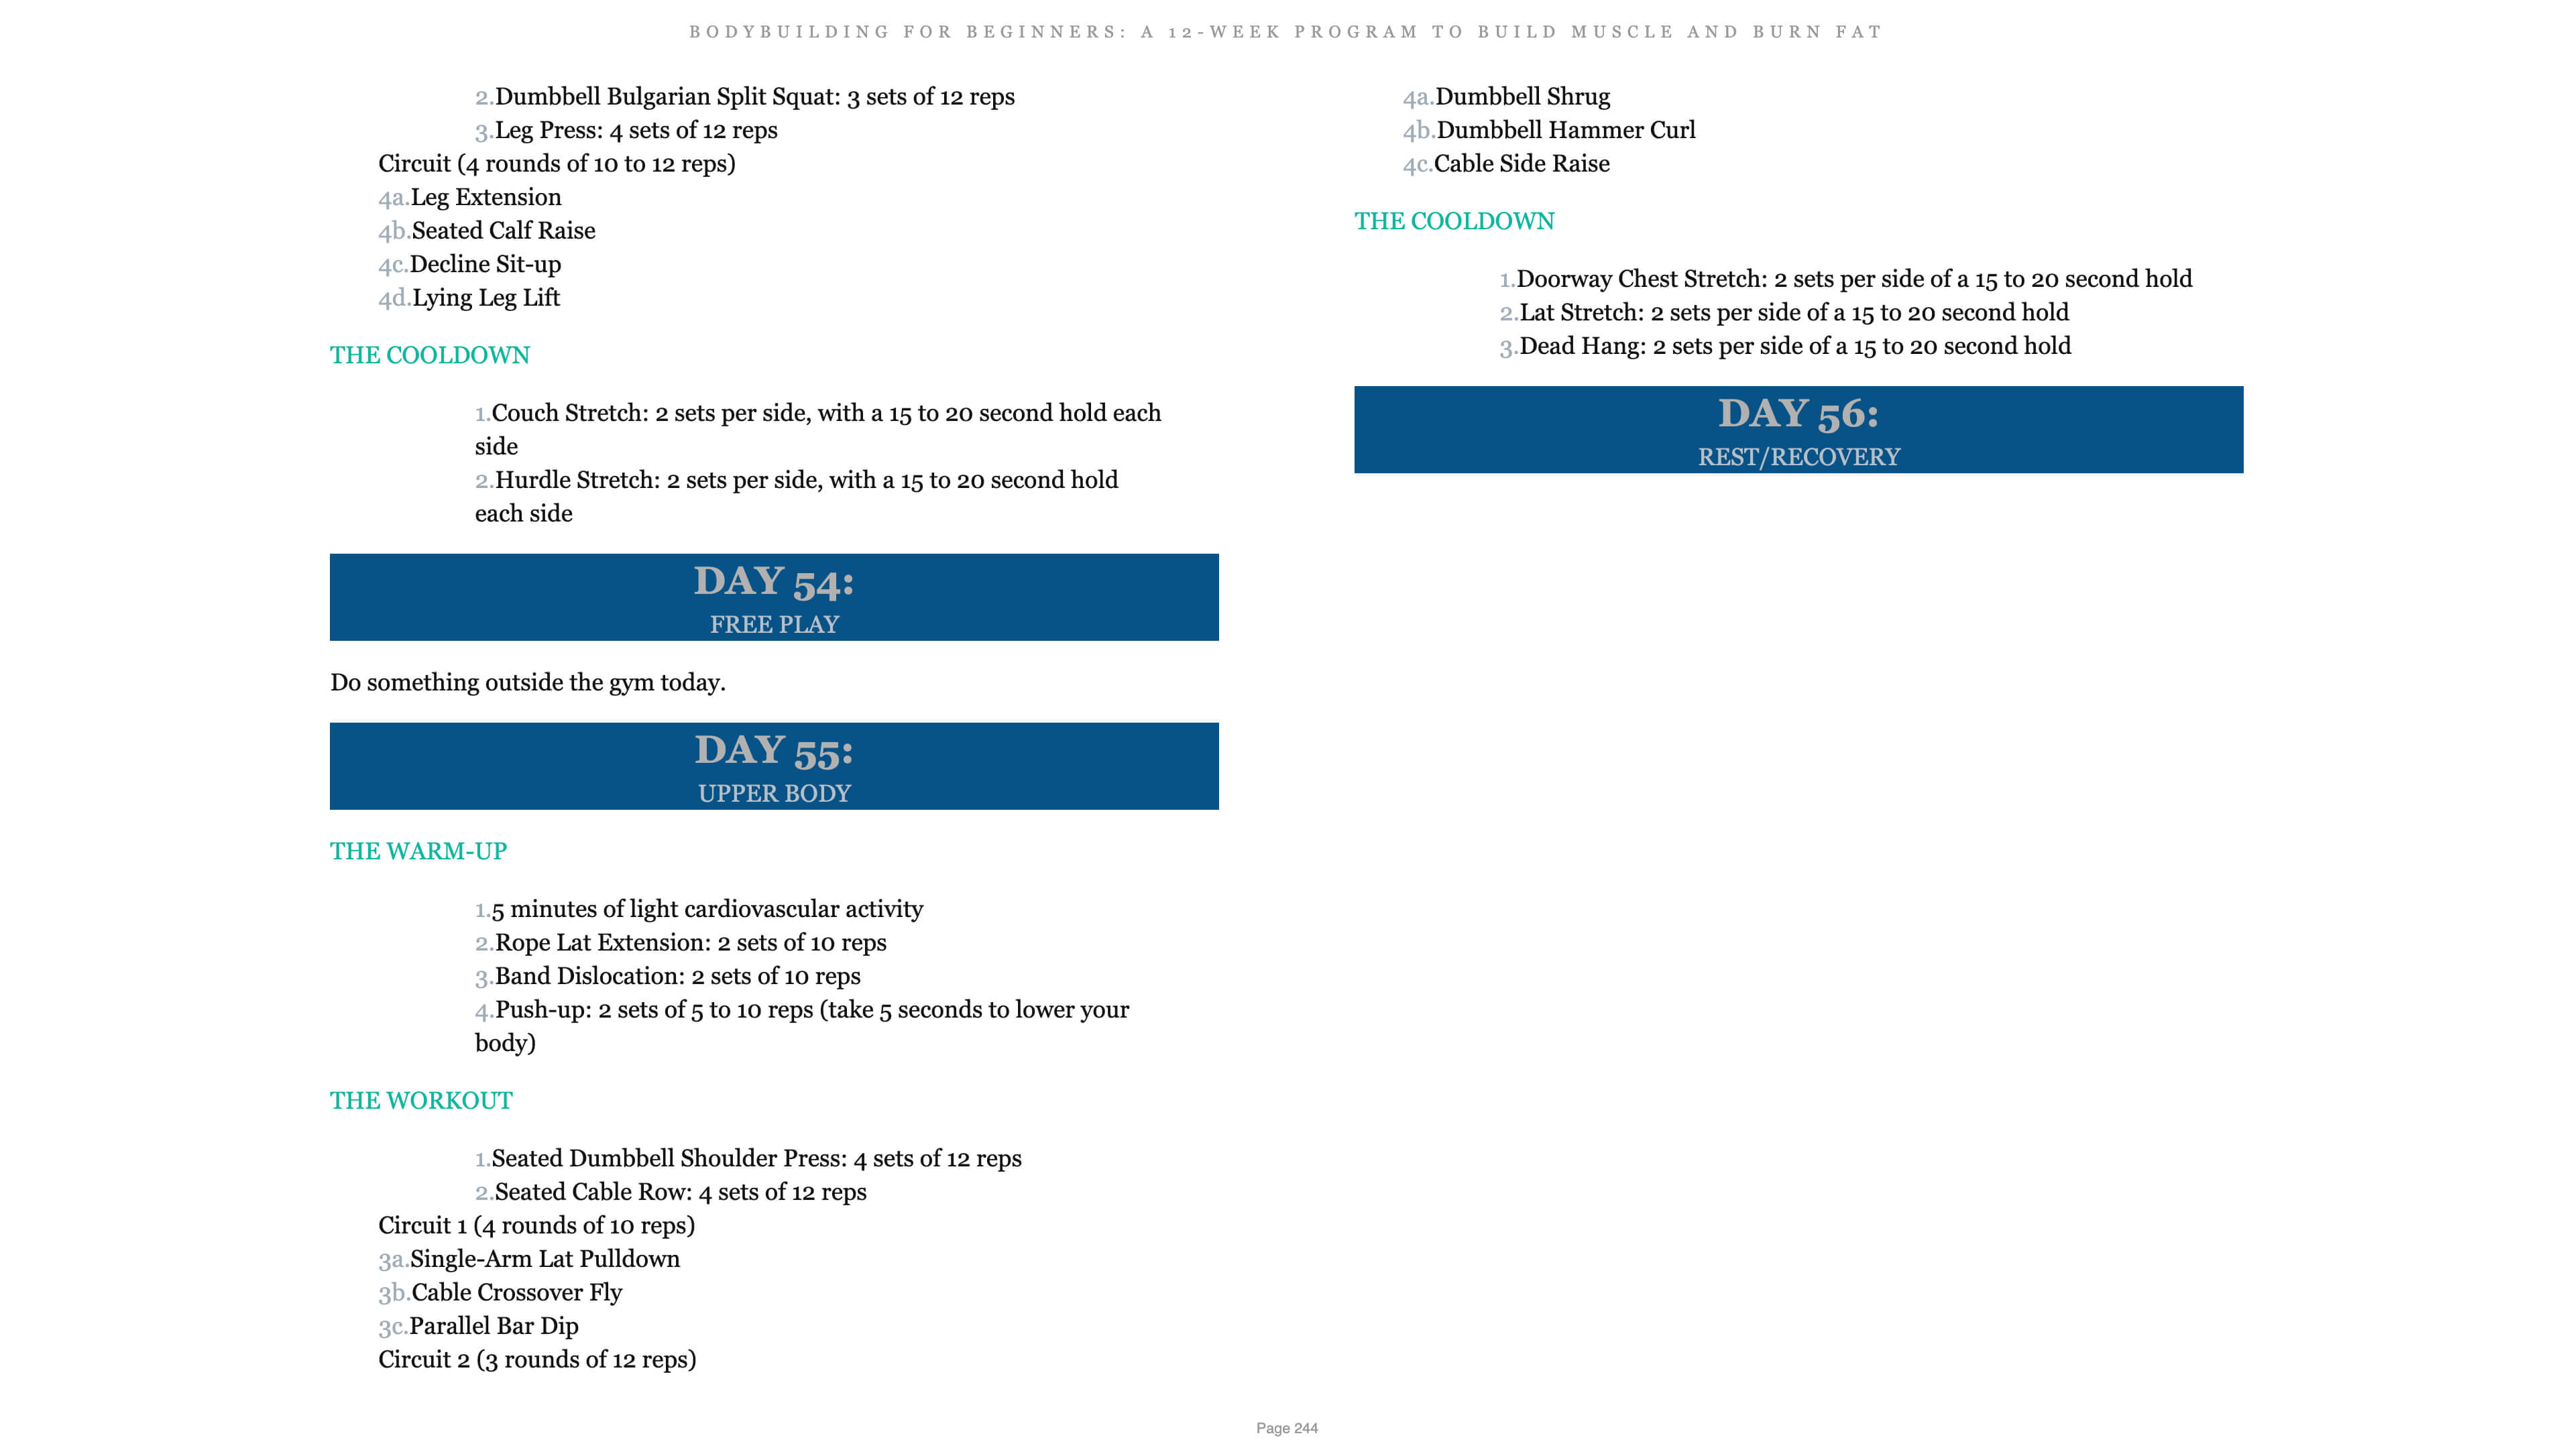 BODYBUILDING FOR BEGINNERS: A 12-WEEK PROGRAM TO BUILD MUSCLE AND BURN FAT
2.Dumbbell Bulgarian Split Squat: 3 sets of 12 reps
3.Leg Press: 4 sets of 12 reps
Circuit (4 rounds of 10 to 12 reps)
4a.Leg Extension
4b.Seated Calf Raise
4c.Decline Sit-up
4d.Lying Leg Lift
THE COOLDOWN
1.Couch Stretch: 2 sets per side, with a 15 to 20 second hold each
side
2.Hurdle Stretch: 2 sets per side, with a 15 to 20 second hold
each side
DAY 54:
FREE PLAY
Do something outside the gym today.
DAY 55:
UPPER BODY
THE WARM-UP
1.5 minutes of light cardiovascular activity
2.Rope Lat Extension: 2 sets of 10 reps
3.Band Dislocation: 2 sets of 10 reps
4.Push-up: 2 sets of 5 to 10 reps (take 5 seconds to lower your
body)
THE WORKOUT
1.Seated Dumbbell Shoulder Press: 4 sets of 12 reps
2.Seated Cable Row: 4 sets of 12 reps
Circuit 1 (4 rounds of 10 reps)
3a.Single-Arm Lat Pulldown
3b.Cable Crossover Fly
3c.Parallel Bar Dip
Circuit 2 (3 rounds of 12 reps)
4a.Dumbbell Shrug
4b.Dumbbell Hammer Curl
4c.Cable Side Raise
THE COOLDOWN
1.Doorway Chest Stretch: 2 sets per side of a 15 to 20 second hold
2.Lat Stretch: 2 sets per side of a 15 to 20 second hold
3.Dead Hang: 2 sets per side of a 15 to 20 second hold
DAY 56:
REST/RECOVERY
Page 244